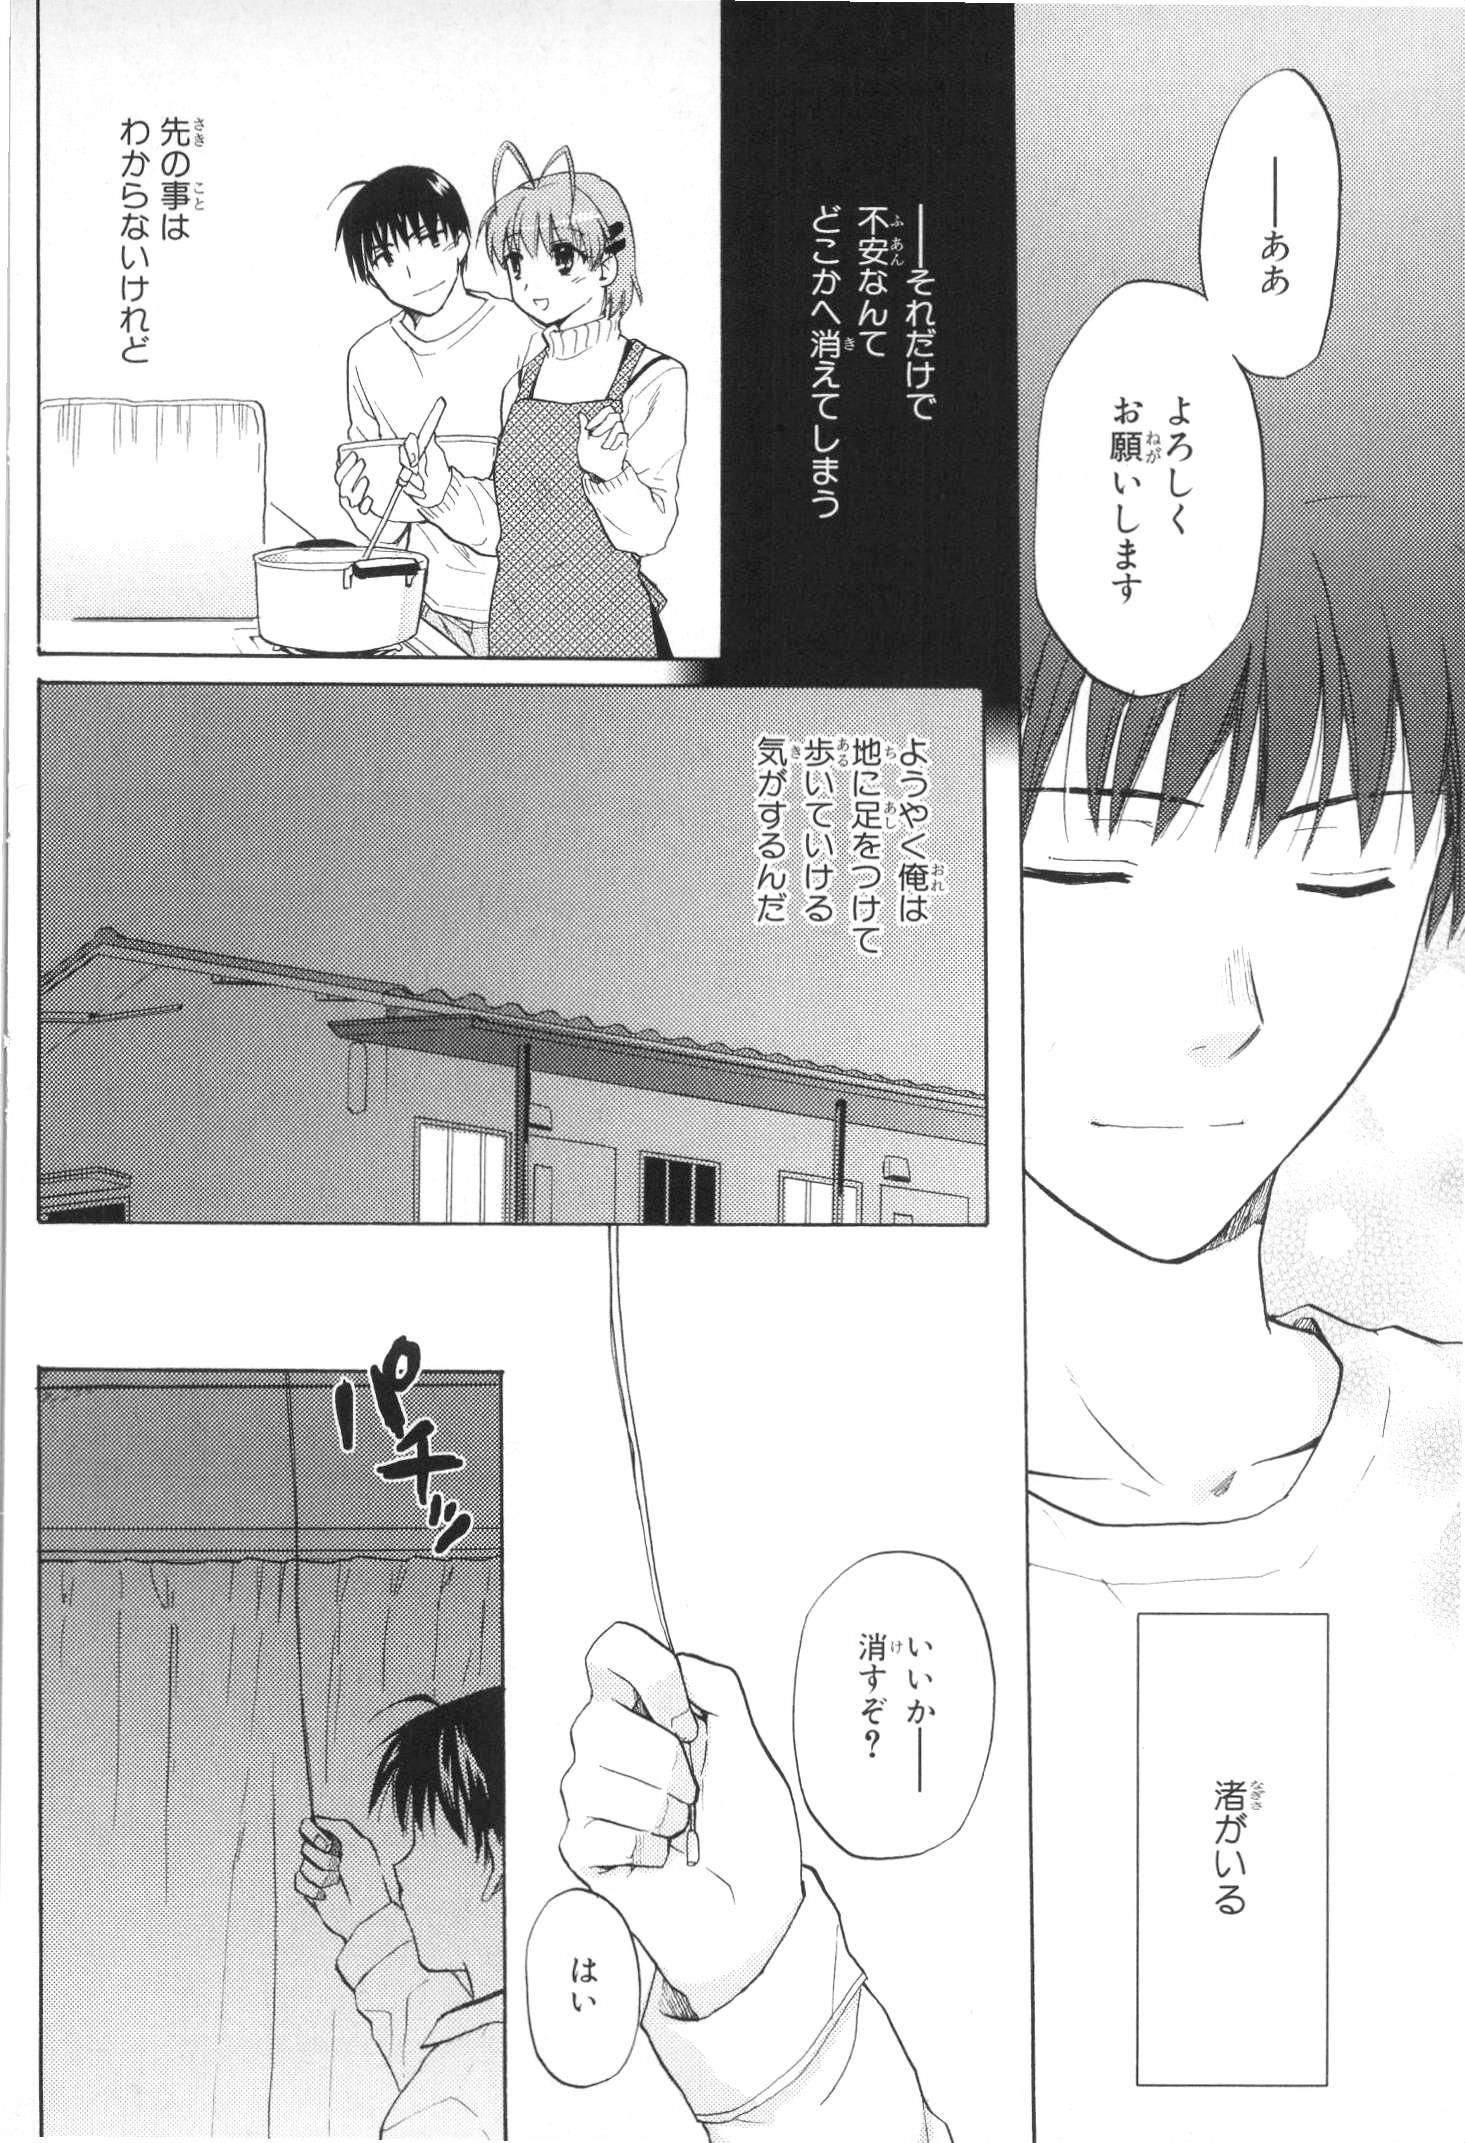 ――ああ
よろしく
お願いします
渚がいる
――それだけで
不安なんて
どこかへ消えてしまう
先の事は
わからないけれど
ようやく俺は
地に足をつけて
歩いていける
気がするんだ
いいか――
消すぞ？
はい
パチッ